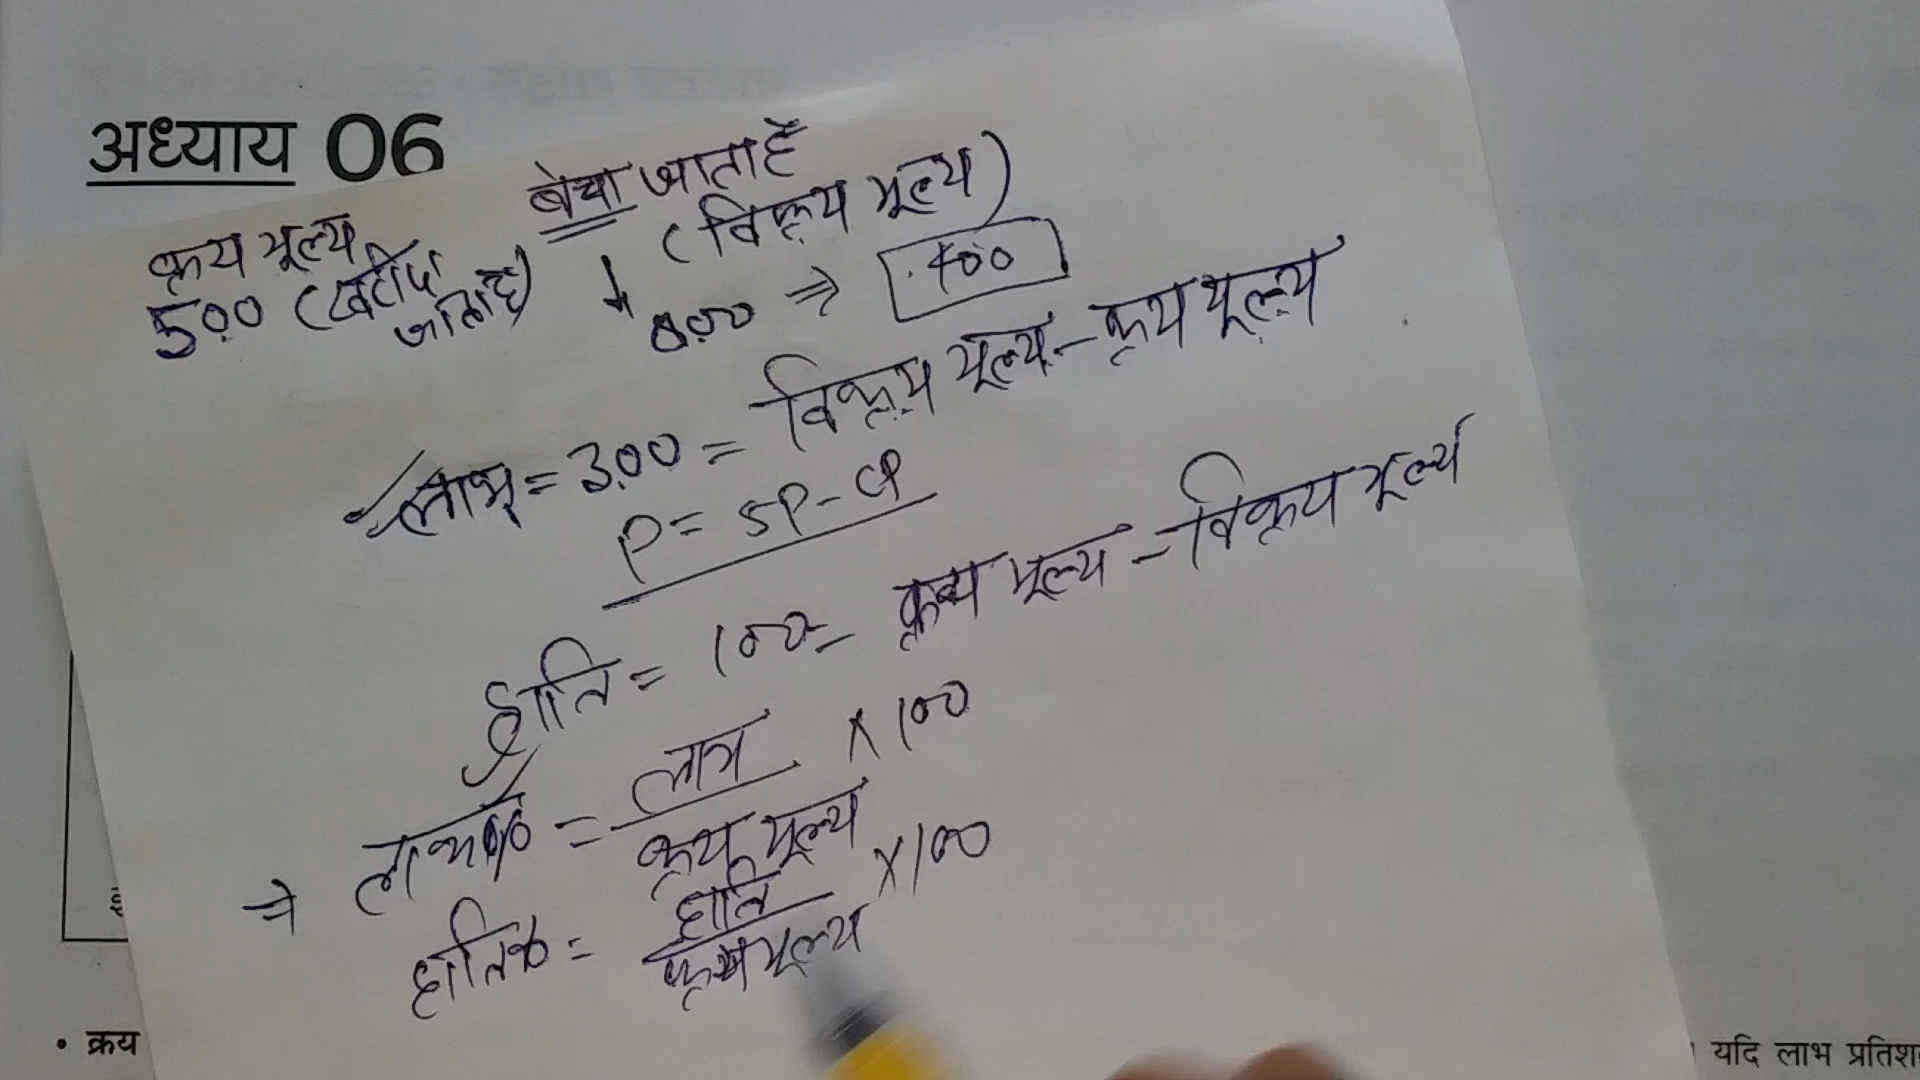 अध्याय 06
बेचा जाता है
क्रय मूल्य (विक्रय मूल्य)
500 (खरीदा जाता है) ↓ 800 ⇒ 400
लाभ = 300 = विक्रय मूल्य - क्रय मूल्य
P = SP - CP
हानि = 100 = क्रय मूल्य - विक्रय मूल्य
लाभ% = लाभ / क्रय मूल्य × 100
→ हानि% = हानि / क्रय मूल्य × 100
• क्रय
यदि लाभ